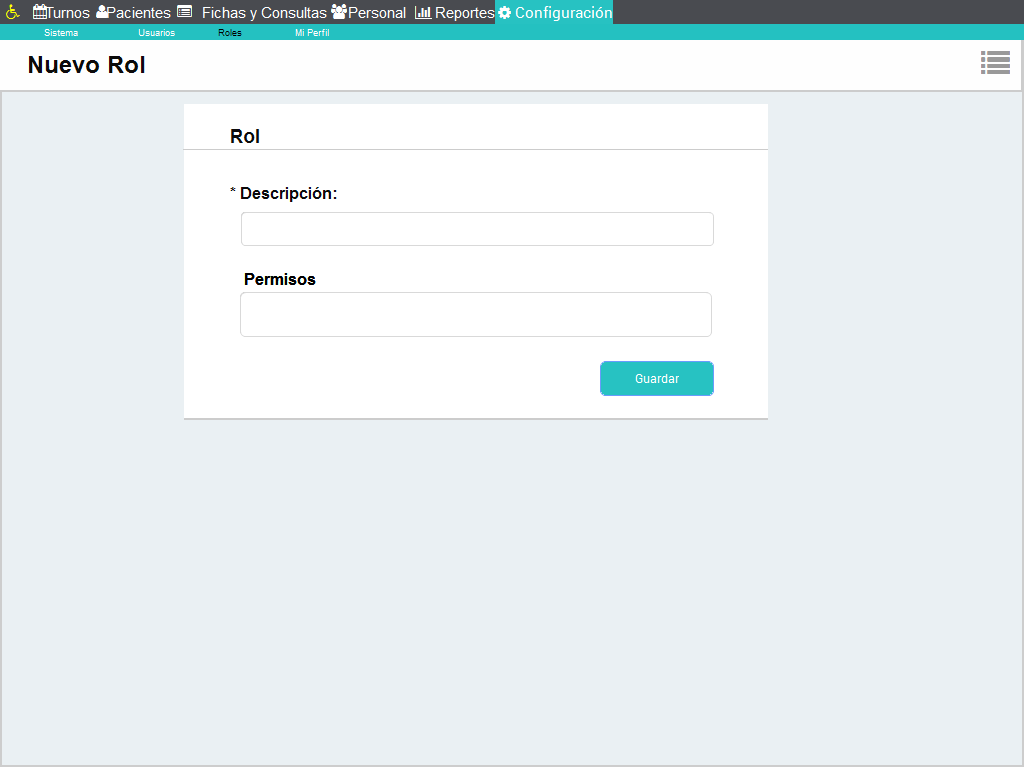 Turnos Pacientes Fichas y Consultas Personal Reportes Configuración
Sistema Usuarios Roles Mi Perfil
Nuevo Rol
Rol
* Descripción:
Permisos
Guardar